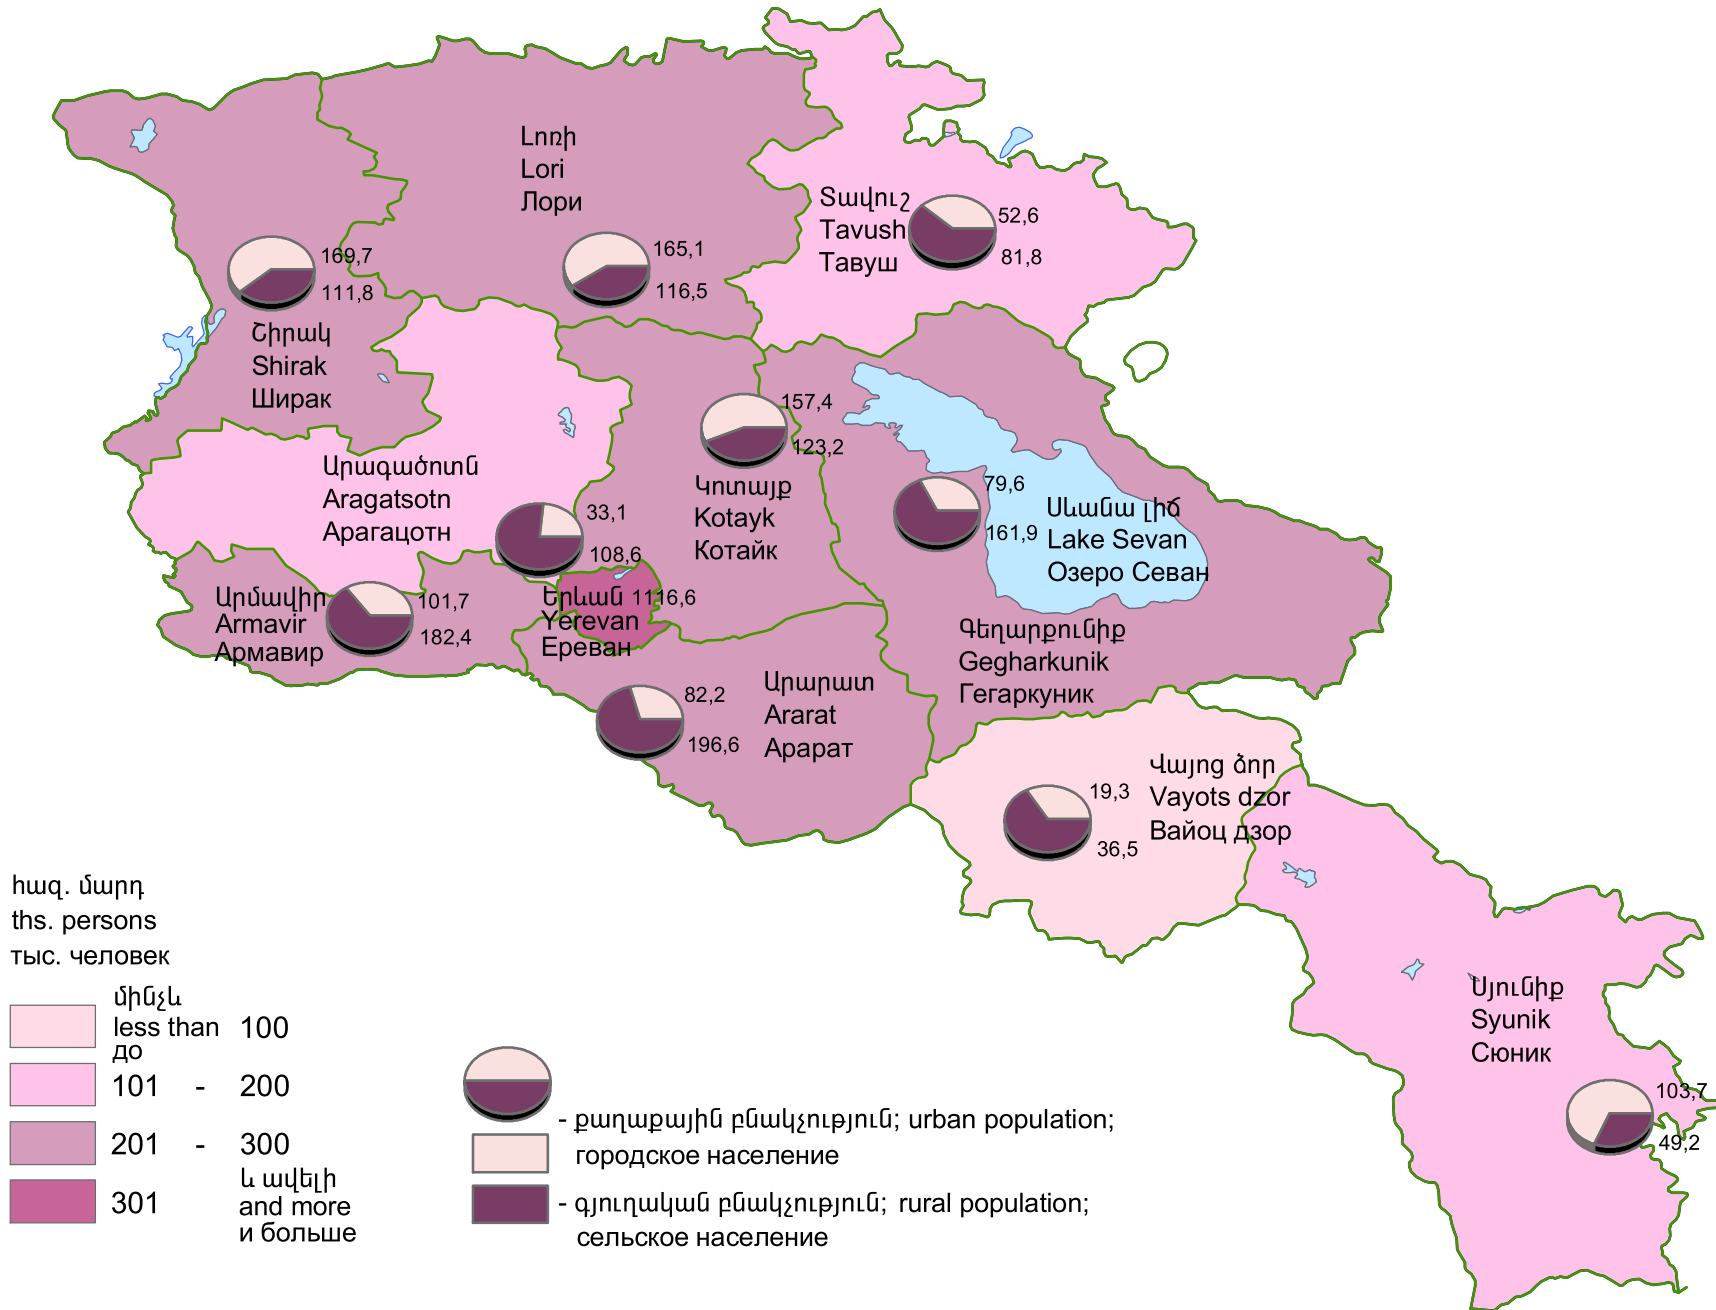 Լոռի
Lori
Лори
165,1
116,5
Տավուշ
Tavush
Тавуш
52,6
81,8
169,7
111,8
Շիրակ
Shirak
Ширак
Արագածոտն
Aragatsotn
Арагацотн
33,1
108,6
157,4
123,2
Կոտայք
Kotayk
Котайк
79,6
161,9
Սևանա լիճ
Lake Sevan
Озеро Севан
Գեղարքունիք
Gegharkunik
Гегаркуник
Արմավիր
Armavir
Армавир
101,7
182,4
Երևան 1116,6
Yerevan
Ереван
82,2
196,6
Արարատ
Ararat
Арарат
19,3
36,5
Վայոց ձոր
Vayots dzor
Вайоц дзор
Սյունիք
Syunik
Сюник
103,7
49,2
հազ. մարդ
ths. persons
тыс. человек
մինչև
less than 100
до
101 - 200
201 - 300
301
և ավելի
and more
и больше
- քաղաքային բնակչություն; urban population;
городское население
- գյուղական բնակչություն; rural population;
сельское население